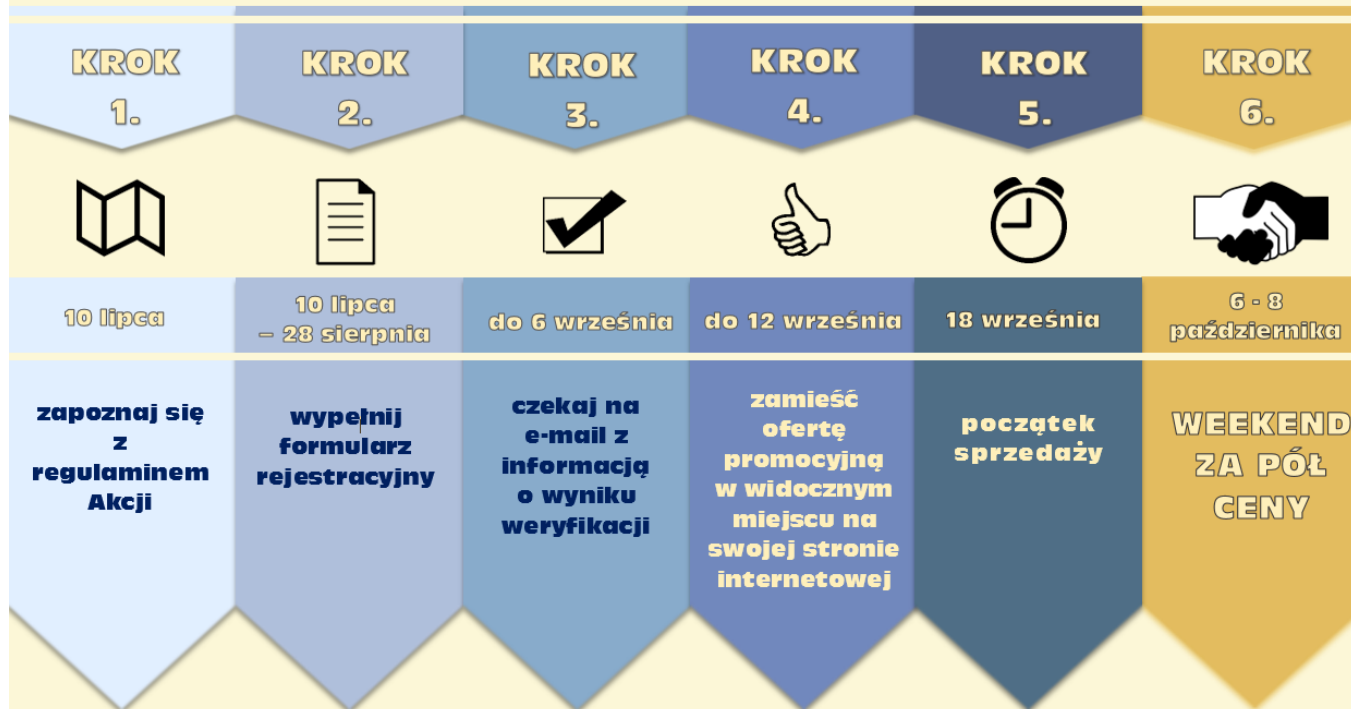 KROK
1.
KROK
2.
KROK
3.
KROK
4.
KROK
5.
KROK
6.
10 lipca
10 lipca
– 28 sierpnia
do 6 września
do 12 września
18 września
6 - 8
października
zapoznaj się
z
regulaminem
Akcji
wypełnij
formularz
rejestracyjny
czekaj na
e-mail z
informacją
o wyniku
weryfikacji
zamieść
ofertę
promocyjną
w widocznym
miejscu na
swojej stronie
internetowej
początek
sprzedaży
WEEKEND
ZA PÓŁ
CENY